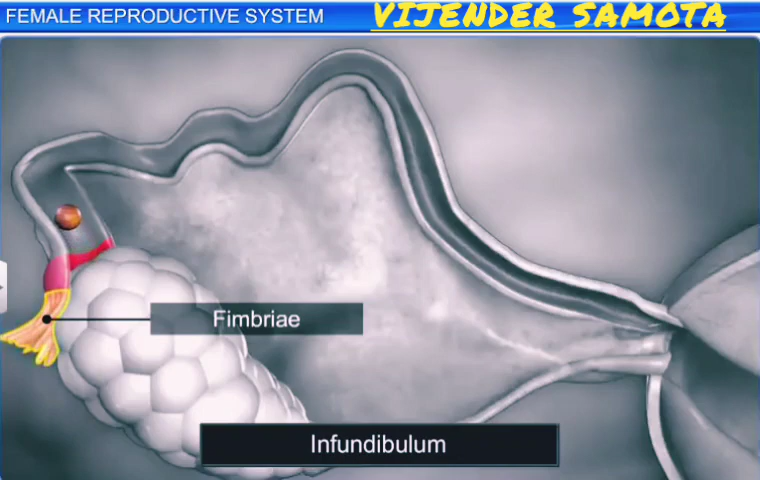 FEMALE REPRODUCTIVE SYSTEM
VIJENDER SAMOTA
Fimbriae
Infundibulum